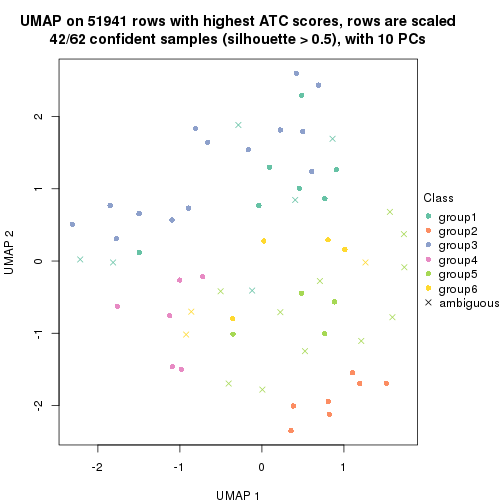 UMAP on 51941 rows with highest ATC scores, rows are scaled
42/62 confident samples (silhouette > 0.5), with 10 PCs
2
1
0
-1
-2
UMAP 2
-2
-1
0
1
UMAP 1
Class
group1
group2
group3
group4
group5
group6
ambiguous